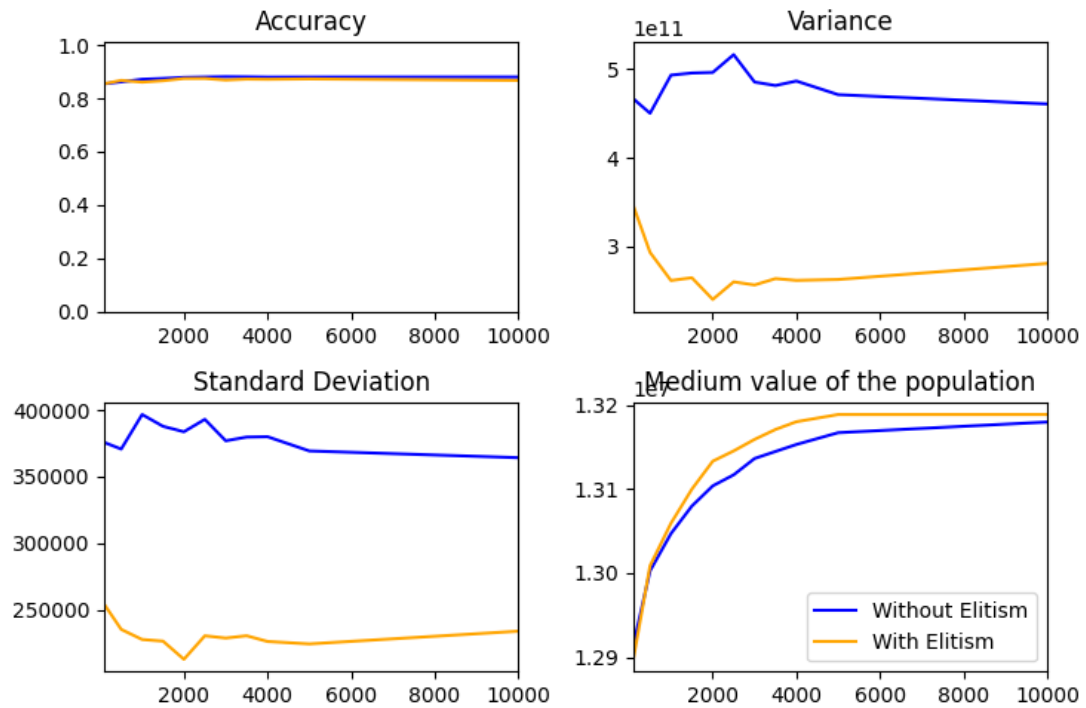 Accuracy
1.0
0.8
0.6
0.4
0.2
0.0
2000 4000 6000 8000 10000
Variance
1e11
5
4
3
2000 4000 6000 8000 10000
Standard Deviation
400000
350000
300000
250000
2000 4000 6000 8000 10000
Medium value of the population
1e7
1.32
1.31
1.30
1.29
Without Elitism
With Elitism
2000 4000 6000 8000 10000